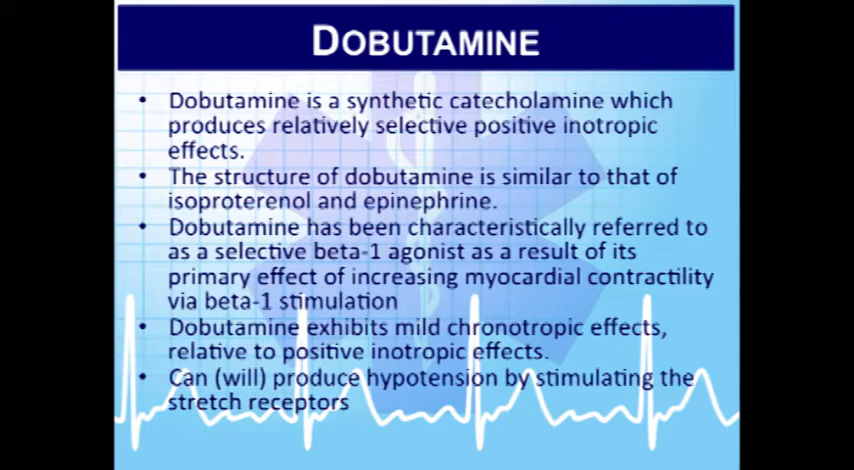 DOBUTAMINE
• Dobutamine is a synthetic catecholamine which
produces relatively selective positive inotropic
effects.
• The structure of dobutamine is similar to that of
isoproterenol and epinephrine.
• Dobutamine has been characteristically referred to
as a selective beta-1 agonist as a result of its
primary effect of increasing myocardial contractility
via beta-1 stimulation
• Dobutamine exhibits mild chronotropic effects,
relative to positive inotropic effects.
• Can (will) produce hypotension by stimulating the
stretch receptors